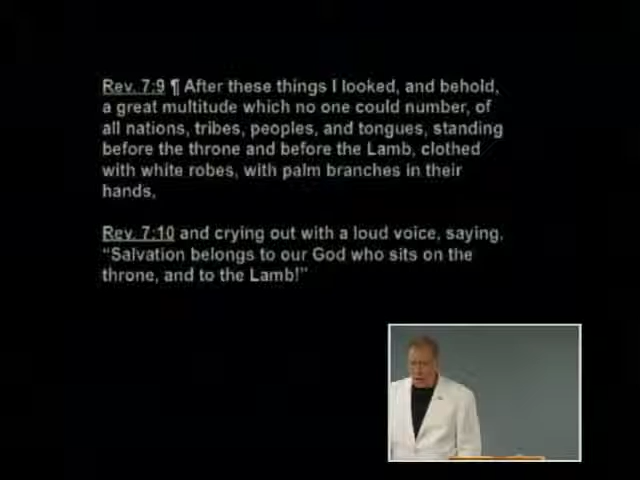 Rev. 7:9 ¶ After these things I looked, and behold,
a great multitude which no one could number, of
all nations, tribes, peoples, and tongues, standing
before the throne and before the Lamb, clothed
with white robes, with palm branches in their
hands,
Rev. 7:10 and crying out with a loud voice, saying,
“Salvation belongs to our God who sits on the
throne, and to the Lamb!”